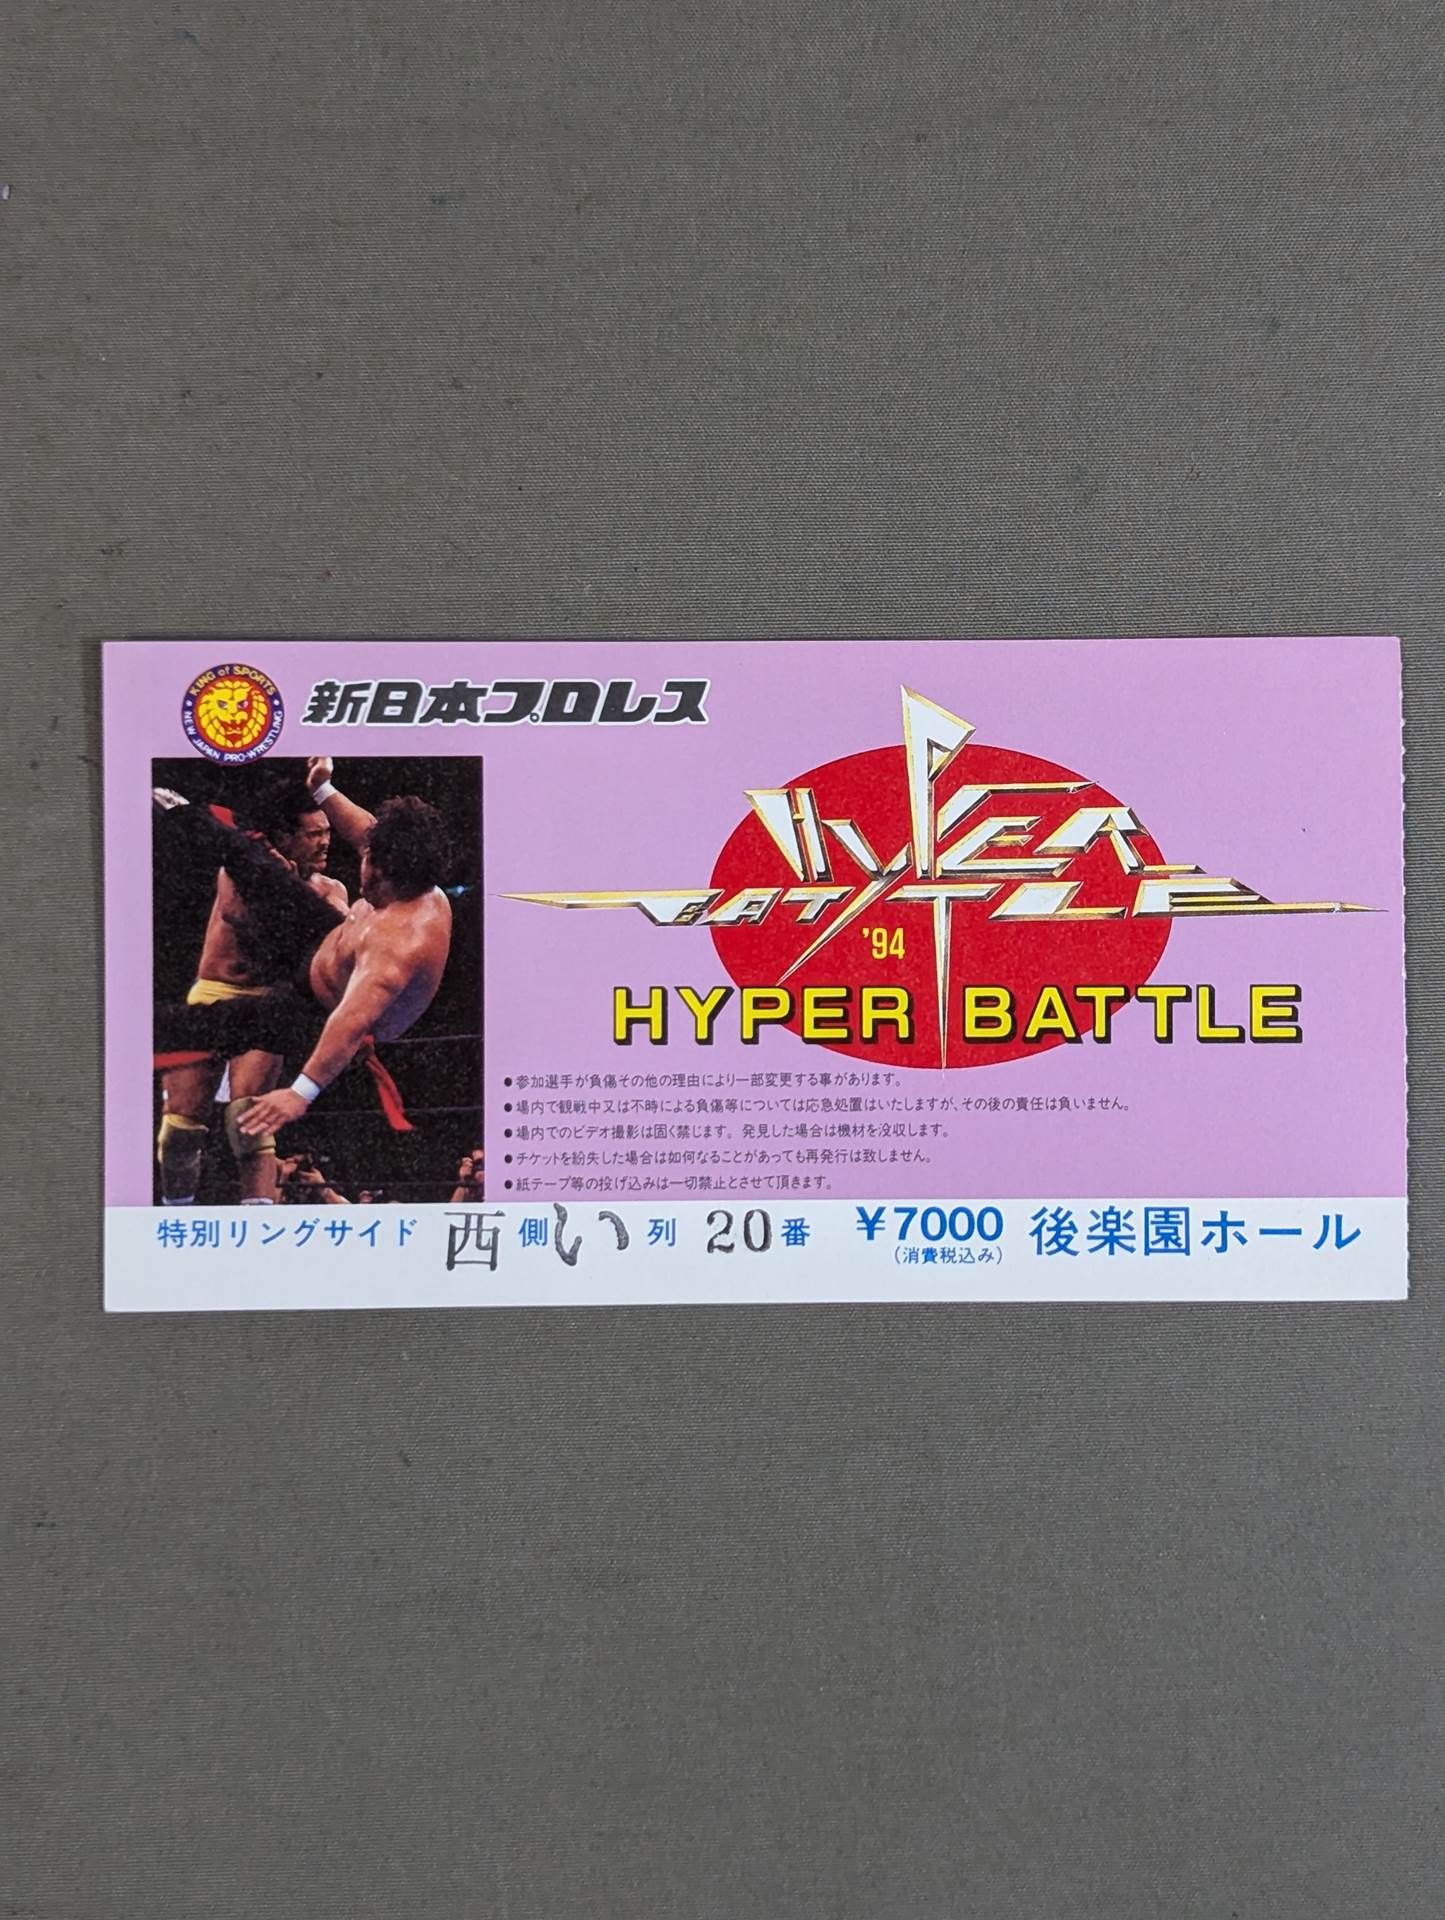 KING of SPORTS
NEW JAPAN PRO-WRESTLING
新日本プロレス
HYPER
BATTLE
'94
HYPER BATTLE
●参加選手が負傷その他の理由により一部変更する事があります。
●場内で観戦中又は不時による負傷等については応急処置はいたしますが、その後の責任は負いません。
●場内でのビデオ撮影は固く禁じます。発見した場合は機材を没収します。
●チケットを紛失した場合は如何なることがあっても再発行は致しません。
●紙テープ等の投げ込みは一切禁止とさせて頂きます。
特別リングサイド 西側い列 20番 ¥7000 後楽園ホール
(消費税込み)